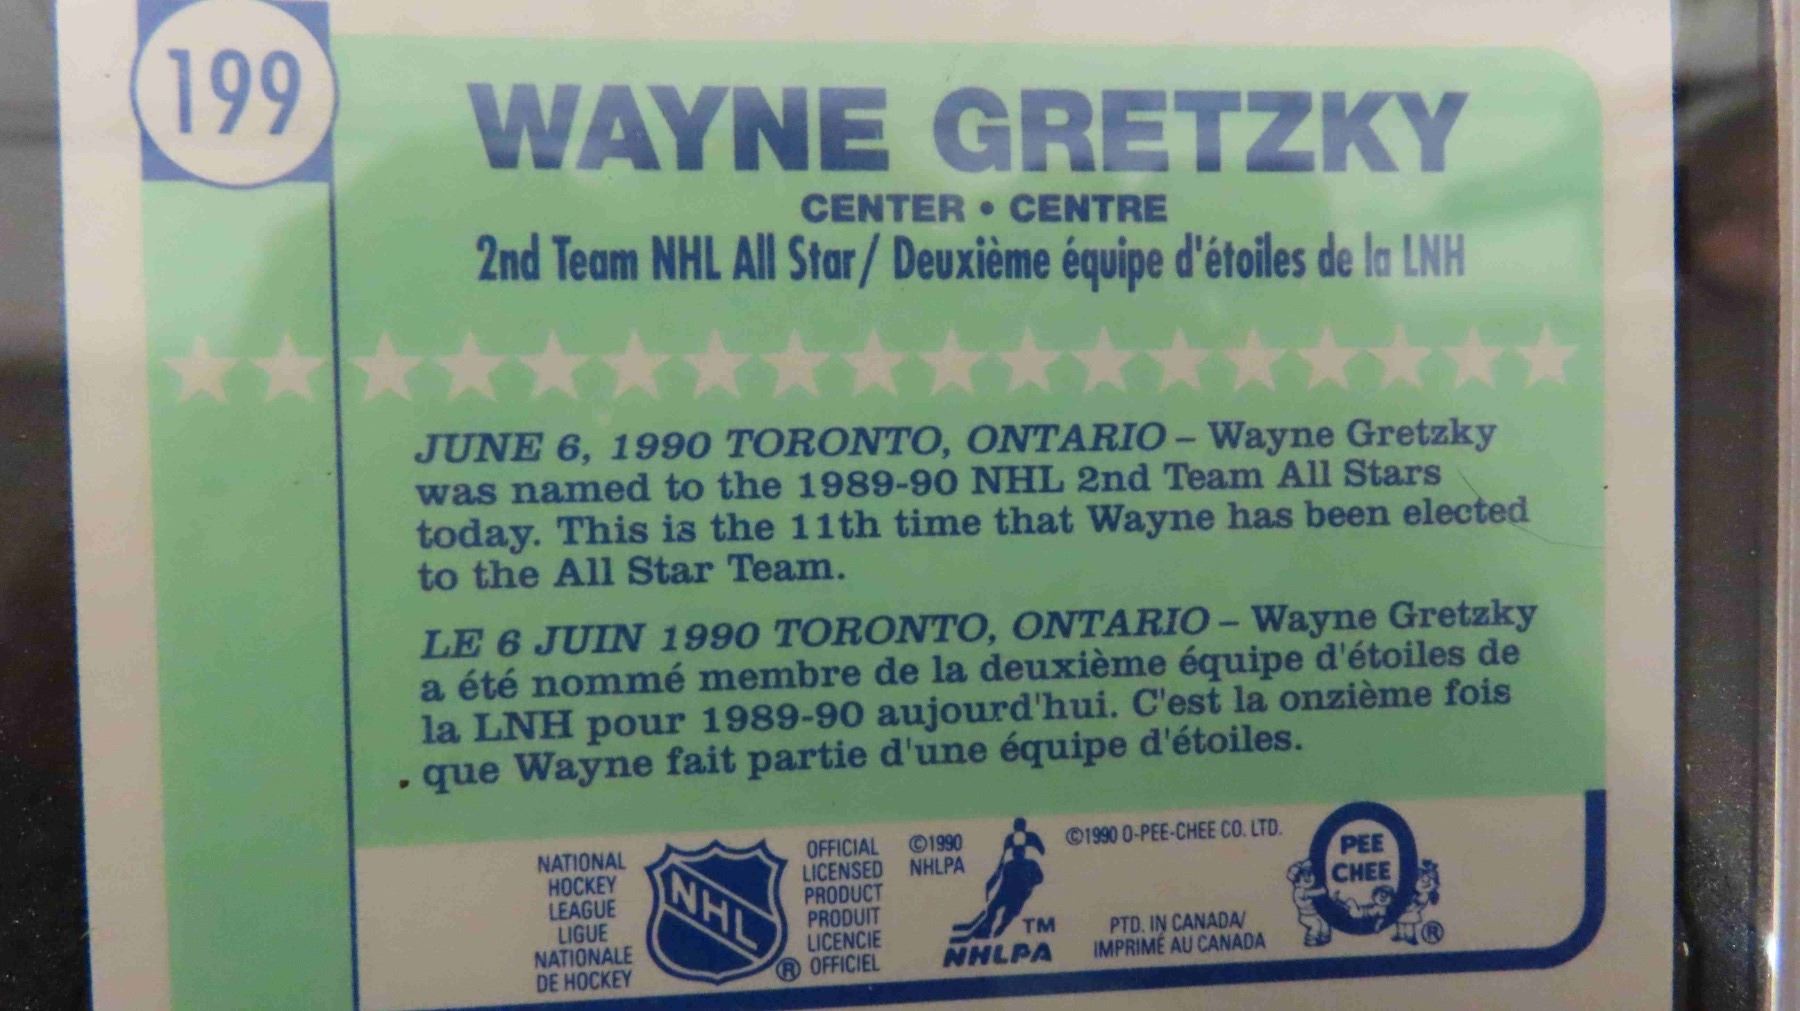 199
WAYNE GRETZKY
CENTER • CENTRE
2nd Team NHL All Star/ Deuxième équipe d'étoiles de la LNH
JUNE 6, 1990 TORONTO, ONTARIO – Wayne Gretzky
was named to the 1989-90 NHL 2nd Team All Stars
today. This is the 11th time that Wayne has been elected
to the All Star Team.
LE 6 JUIN 1990 TORONTO, ONTARIO – Wayne Gretzky
a été nommé membre de la deuxième équipe d'étoiles de
la LNH pour 1989-90 aujourd'hui. C'est la onzième fois
que Wayne fait partie d'une équipe d'étoiles.
NATIONAL
HOCKEY
LEAGUE
LIGUE
NATIONALE
DE HOCKEY
NHL
®
OFFICIAL
LICENSED
PRODUCT
PRODUIT
LICENCIE
OFFICIEL
©1990
NHLPA
TM
NHLPA
©1990 O-PEE-CHEE CO. LTD.
PTD. IN CANADA/
IMPRIMÉ AU CANADA
PEE
CHEE
®